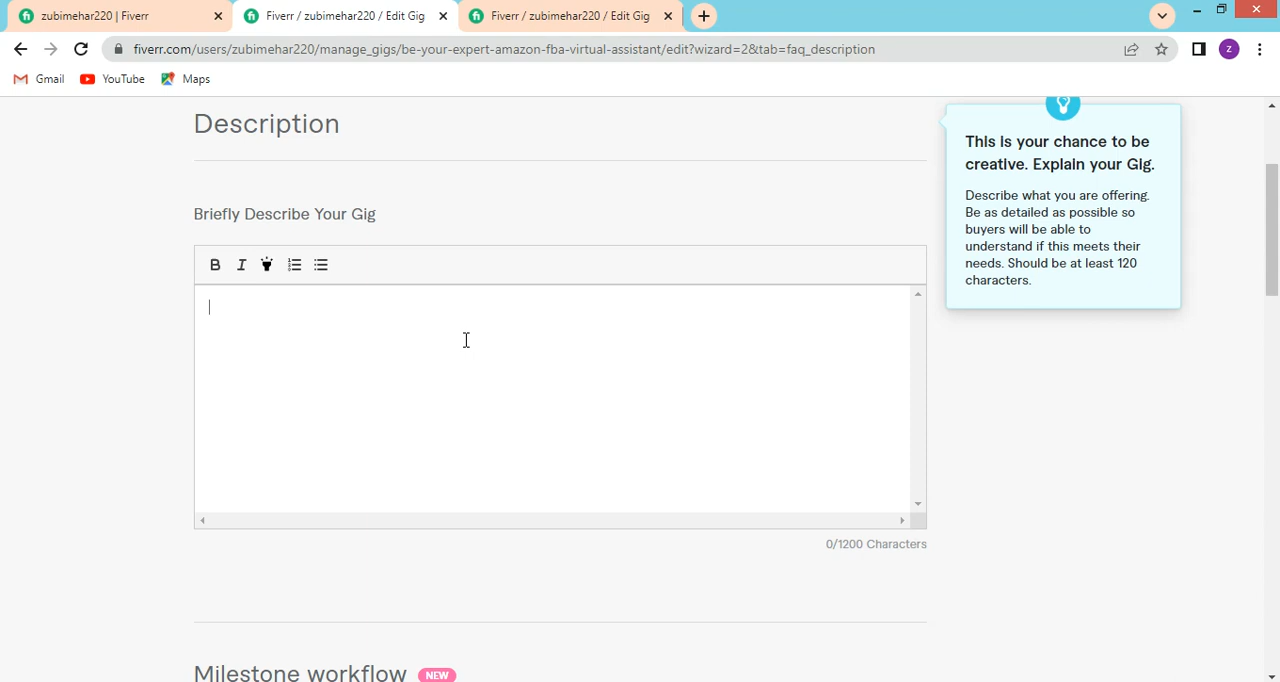 zubimehar220 | Fiverr
Fiverr / zubimehar220 / Edit Gig
Fiverr / zubimehar220 / Edit Gig
fiverr.com/users/zubimehar220/manage_gigs/be-your-expert-amazon-fba-virtual-assistant/edit?wizard=2&tab=faq_description
z
Gmail
YouTube
Maps
Description
Briefly Describe Your Gig
B I
0/1200 Characters
This is your chance to be
creative. Explain your Gig.
Describe what you are offering.
Be as detailed as possible so
buyers will be able to
understand if this meets their
needs. Should be at least 120
characters.
Milestone workflow NEW